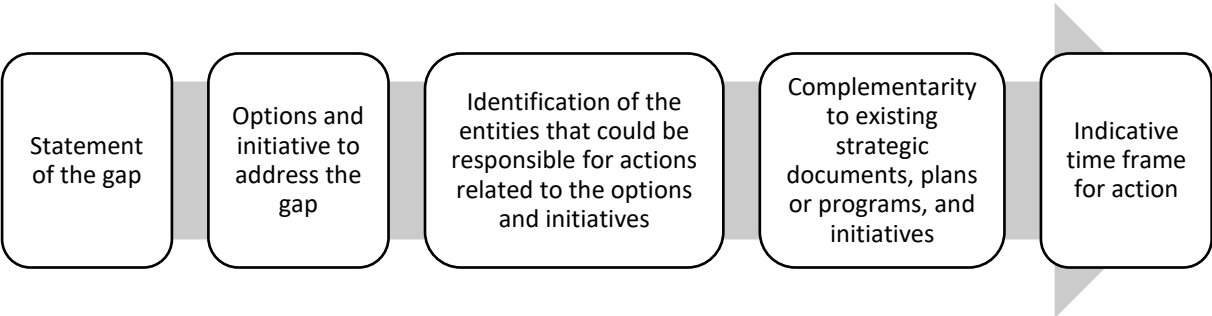 Statement
of the gap
Options and
initiative to
address the
gap
Identification of the
entities that could be
responsible for actions
related to the options
and initiatives
Complementarity
to existing
strategic
documents, plans
or programs, and
initiatives
Indicative
time frame
for action